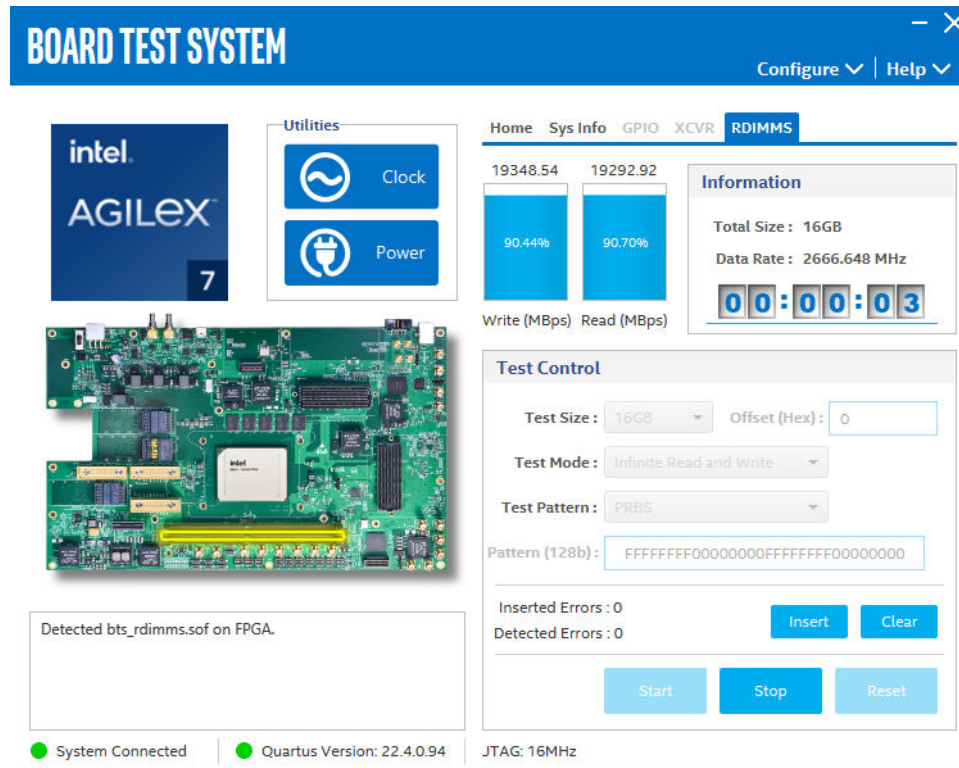 BOARD TEST SYSTEM
Configure | Help
intel.
AGILEX™
7
Utilities
Clock
Power
Home Sys Info GPIO XCVR RDIMMS
19348.54 19292.92
90.44% 90.70%
Write (MBps) Read (MBps)
Information
Total Size : 16GB
Data Rate : 2666.648 MHz
00:00:03
intel
Test Control
Test Size : 16GB Offset (Hex) : 0
Test Mode : Infinite Read and Write
Test Pattern : PRBS
Pattern (128b) : FFFFFFFF00000000FFFFFFFF00000000
Inserted Errors : 0
Detected Errors : 0
Insert Clear
Start Stop Reset
Detected bts_rdimms.sof on FPGA.
System Connected Quartus Version: 22.4.0.94 JTAG: 16MHz